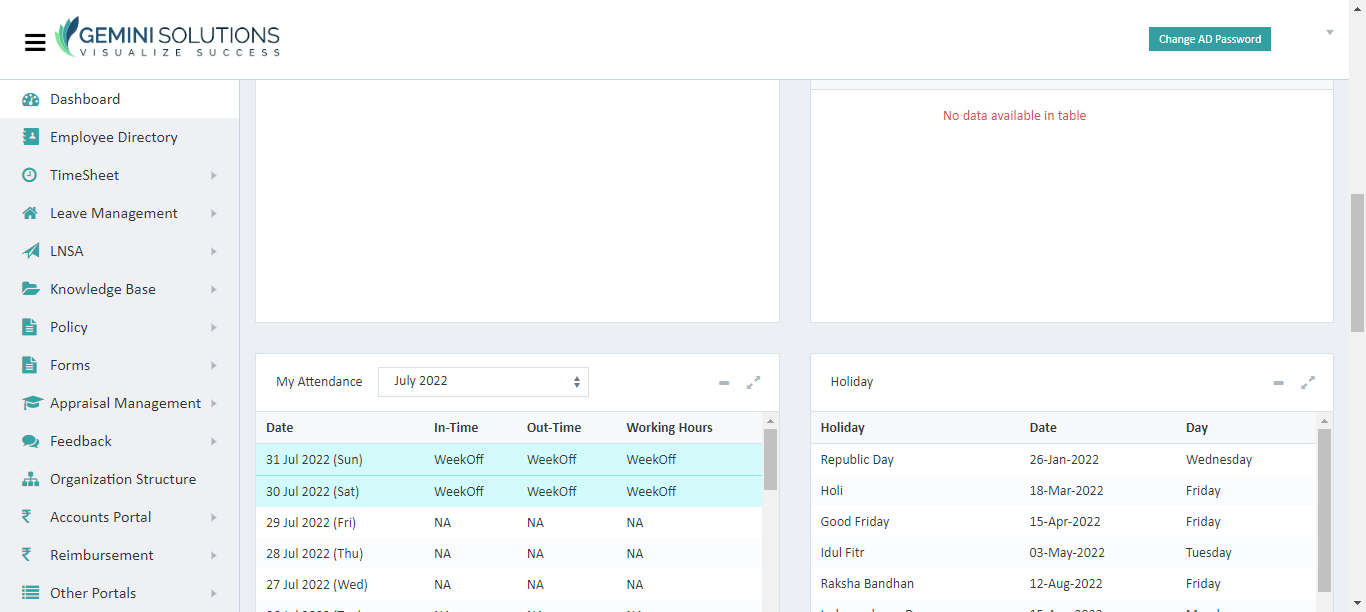 GEMINI SOLUTIONS
VISUALIZE SUCCESS
Change AD Password
Dashboard
Employee Directory
TimeSheet
Leave Management
LNSA
Knowledge Base
Policy
Forms
Appraisal Management
Feedback
Organization Structure
Accounts Portal
Reimbursement
Other Portals
No data available in table
My Attendance July 2022
Date In-Time Out-Time Working Hours
31 Jul 2022 (Sun) WeekOff WeekOff WeekOff
30 Jul 2022 (Sat) WeekOff WeekOff WeekOff
29 Jul 2022 (Fri) NA NA NA
28 Jul 2022 (Thu) NA NA NA
27 Jul 2022 (Wed) NA NA NA
Holiday
Holiday Date Day
Republic Day 26-Jan-2022 Wednesday
Holi 18-Mar-2022 Friday
Good Friday 15-Apr-2022 Friday
Idul Fitr 03-May-2022 Tuesday
Raksha Bandhan 12-Aug-2022 Friday